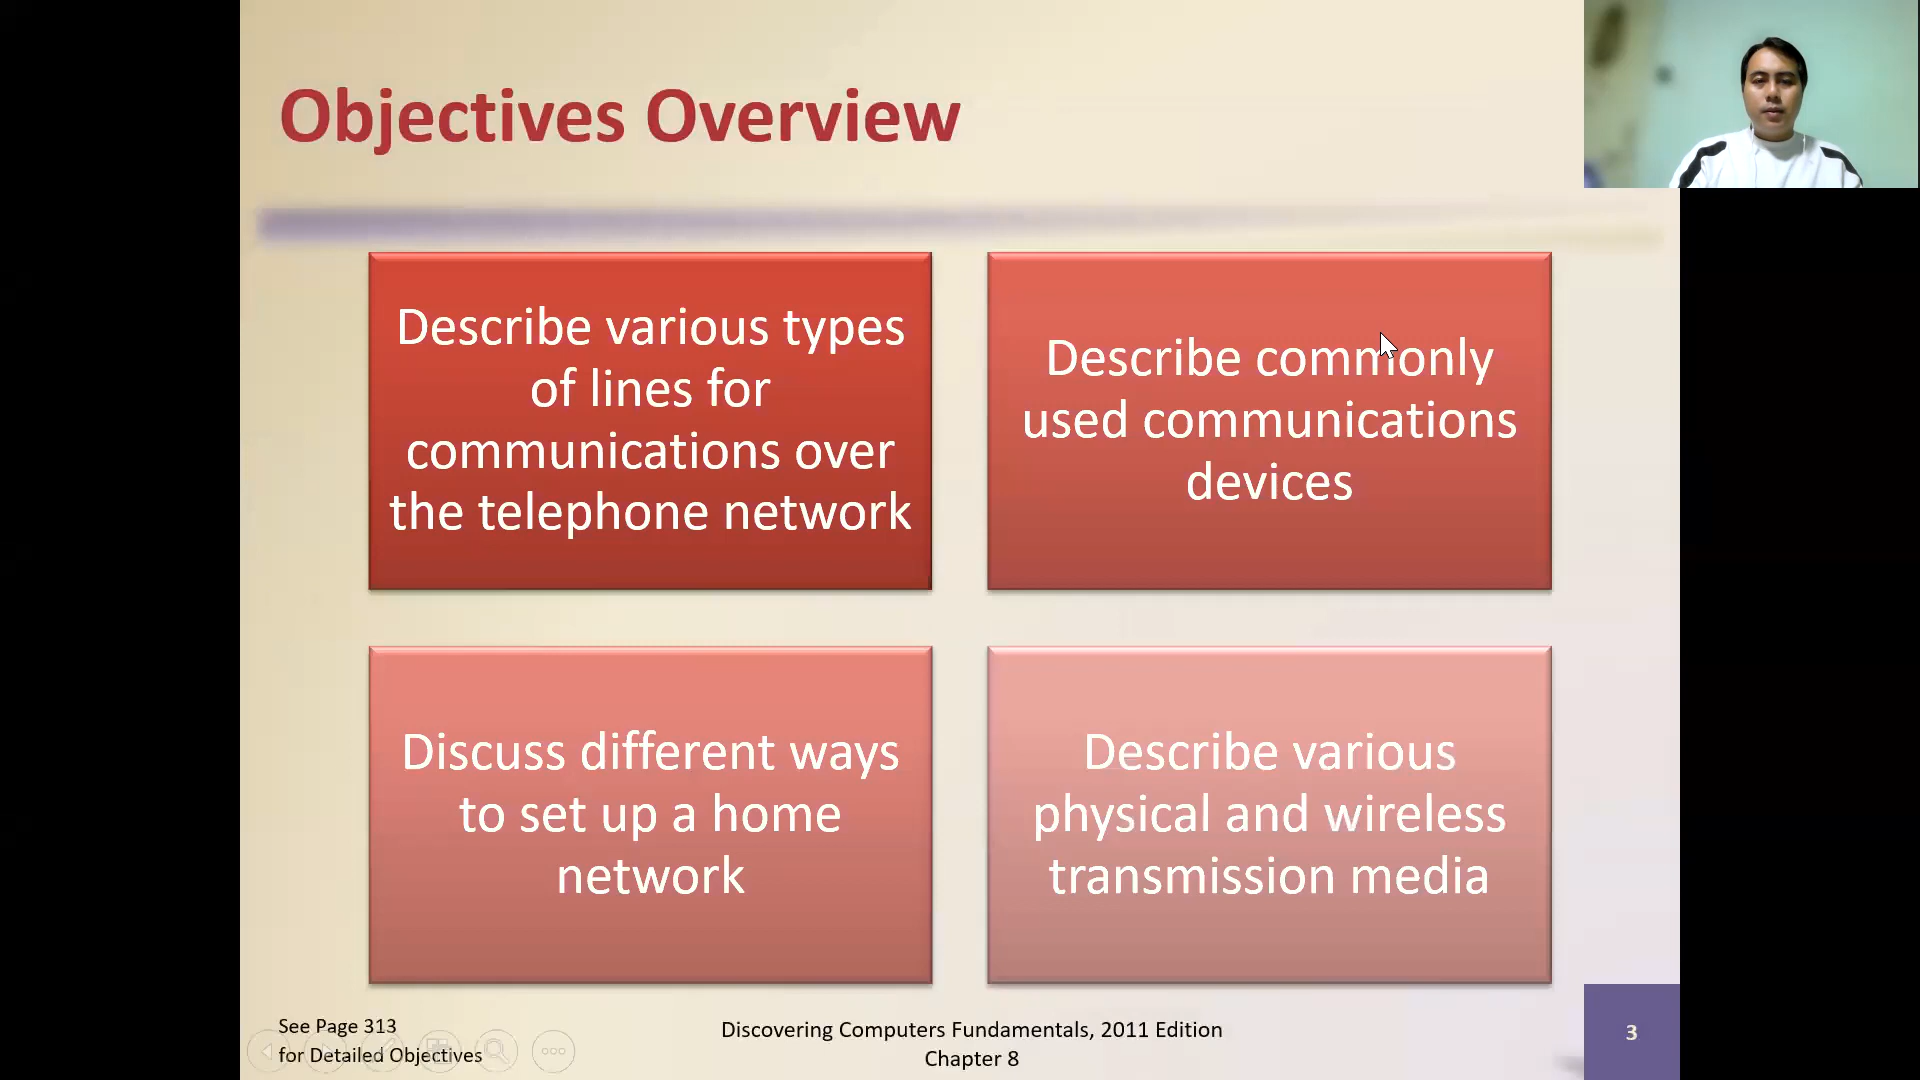 Objectives Overview
Describe various types
of lines for
communications over
the telephone network
Describe commonly
used communications
devices
Discuss different ways
to set up a home
network
Describe various
physical and wireless
transmission media
See Page 313
for Detailed Objectives
Discovering Computers Fundamentals, 2011 Edition
Chapter 8
3